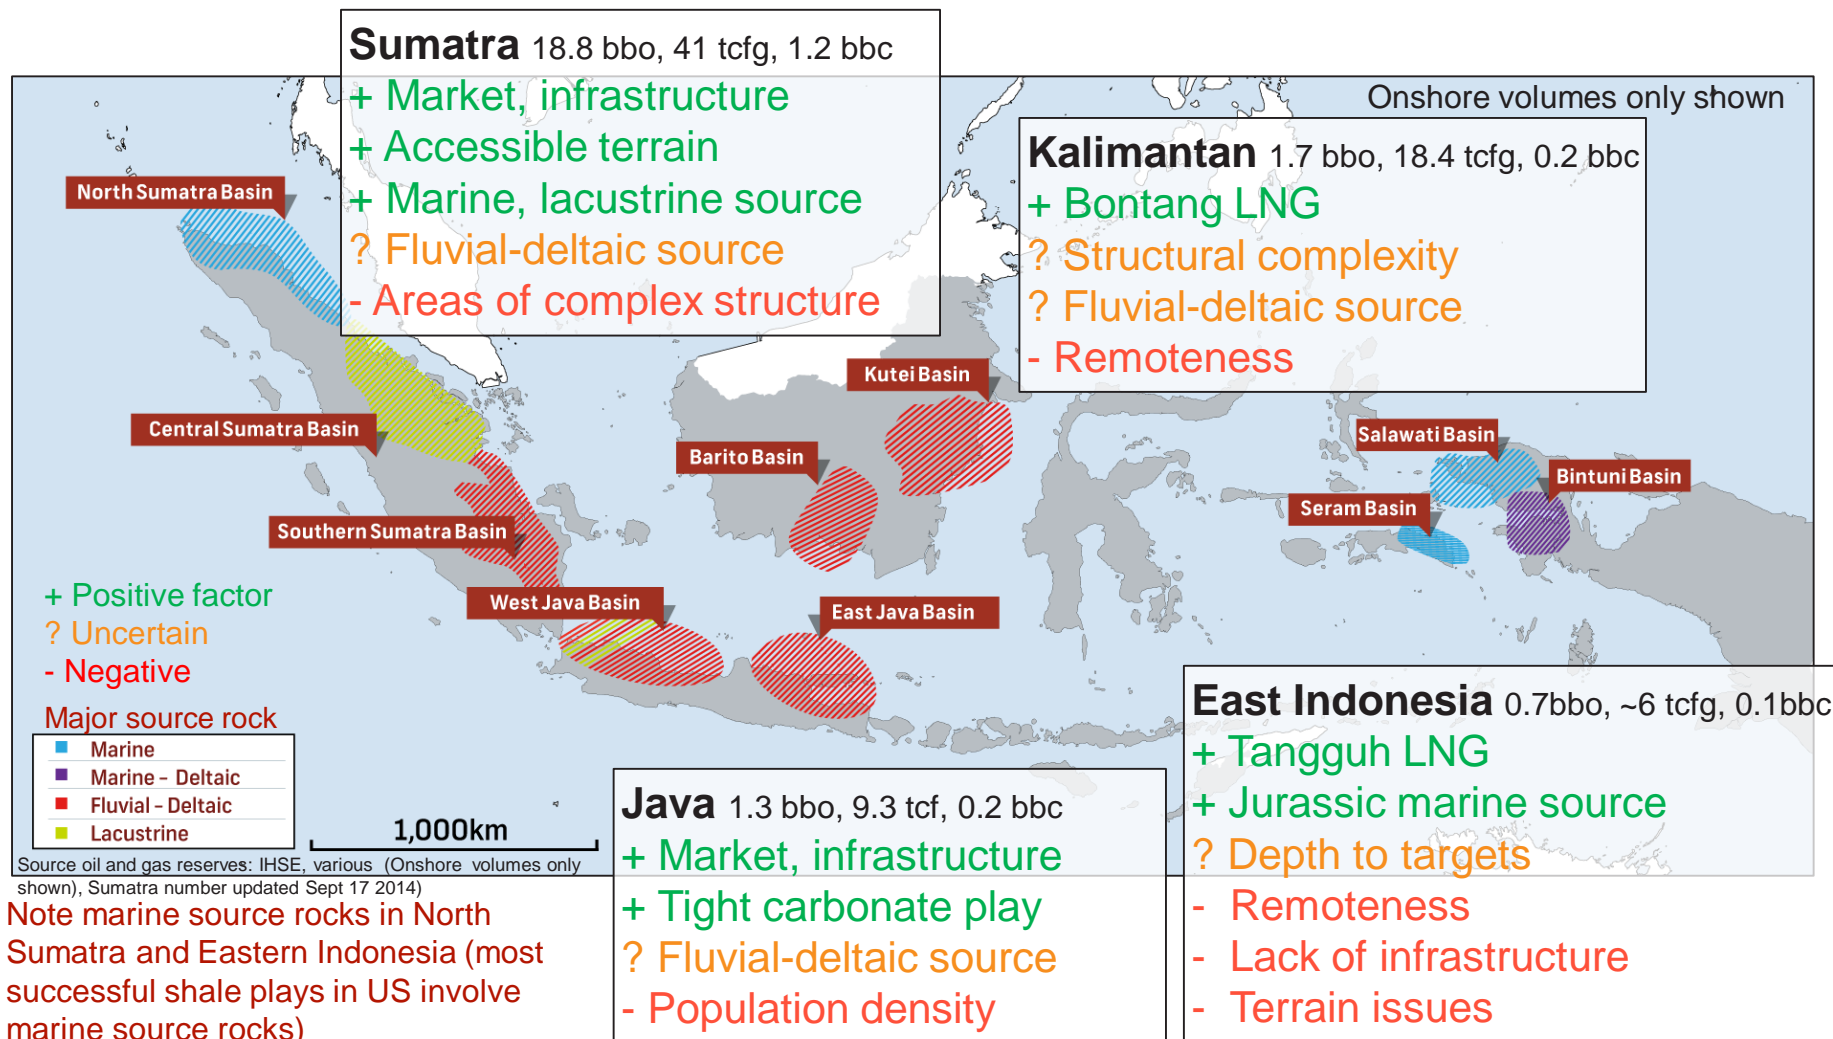 Sumatra 18.8 bbo, 41 tcfg, 1.2 bbc
+ Market, infrastructure
+ Accessible terrain
+ Marine, lacustrine source
? Fluvial-deltaic source
- Areas of complex structure
Onshore volumes only shown
Kalimantan 1.7 bbo, 18.4 tcfg, 0.2 bbc
+ Bontang LNG
? Structural complexity
? Fluvial-deltaic source
- Remoteness
North Sumatra Basin
Central Sumatra Basin
Southern Sumatra Basin
West Java Basin
East Java Basin
Barito Basin
Kutei Basin
Salawati Basin
Bintuni Basin
Seram Basin
+ Positive factor
? Uncertain
- Negative
Major source rock
Marine
Marine - Deltaic
Fluvial - Deltaic
Lacustrine
1,000km
Source oil and gas reserves: IHSE, various (Onshore volumes only
shown), Sumatra number updated Sept 17 2014)
Note marine source rocks in North
Sumatra and Eastern Indonesia (most
successful shale plays in US involve
marine source rocks)
Java 1.3 bbo, 9.3 tcf, 0.2 bbc
+ Market, infrastructure
+ Tight carbonate play
? Fluvial-deltaic source
- Population density
East Indonesia 0.7bbo, ~6 tcfg, 0.1bbc
+ Tangguh LNG
+ Jurassic marine source
? Depth to targets
- Remoteness
- Lack of infrastructure
- Terrain issues